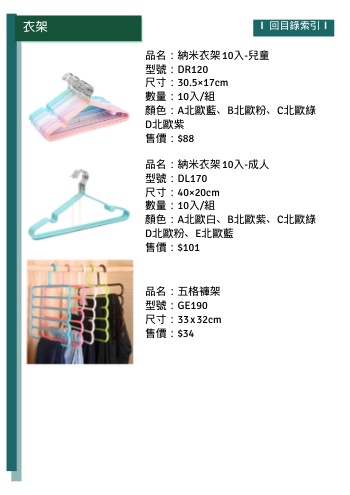 衣架
I 回目錄索引 I
品名：納米衣架10入-兒童
型號：DR120
尺寸：30.5×17cm
數量：10入/組
顏色：A北歐藍、B北歐粉、C北歐綠
D北歐紫
售價：$88
品名：納米衣架10入-成人
型號：DL170
尺寸：40×20cm
數量：10入/組
顏色：A北歐白、B北歐紫、C北歐綠
D北歐粉、E北歐藍
售價：$101
品名：五格褲架
型號：GE190
尺寸：33x32cm
售價：$34